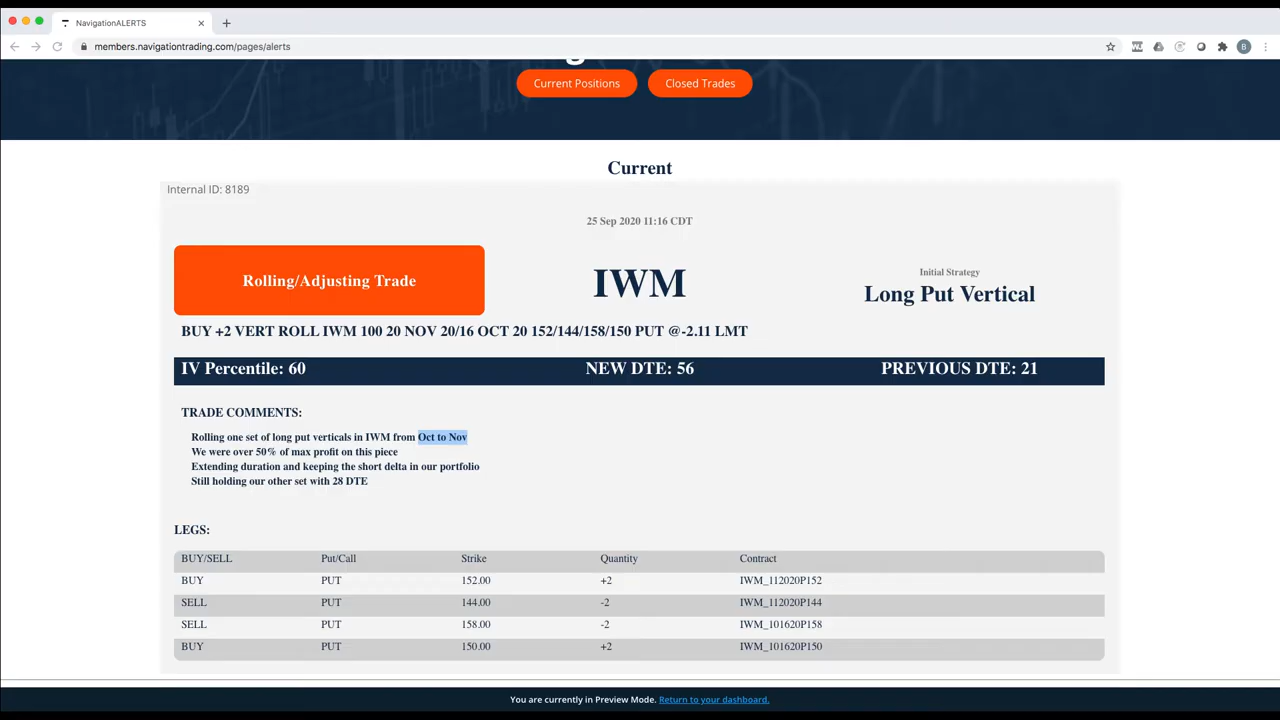 NavigationALERTS
members.navigationtrading.com/pages/alerts
B
Current Positions
Closed Trades
Current
Internal ID: 8189
25 Sep 2020 11:16 CDT
Rolling/Adjusting Trade
IWM
Initial Strategy
Long Put Vertical
BUY +2 VERT ROLL IWM 100 20 NOV 20/16 OCT 20 152/144/158/150 PUT @-2.11 LMT
IV Percentile: 60 NEW DTE: 56 PREVIOUS DTE: 21
TRADE COMMENTS:
Rolling one set of long put verticals in IWM from Oct to Nov
We were over 50% of max profit on this piece
Extending duration and keeping the short delta in our portfolio
Still holding our other set with 28 DTE
LEGS:
BUY/SELL Put/Call Strike Quantity Contract
BUY PUT 152.00 +2 IWM_112020P152
SELL PUT 144.00 -2 IWM_112020P144
SELL PUT 158.00 -2 IWM_101620P158
BUY PUT 150.00 +2 IWM_101620P150
You are currently in Preview Mode. Return to your dashboard.